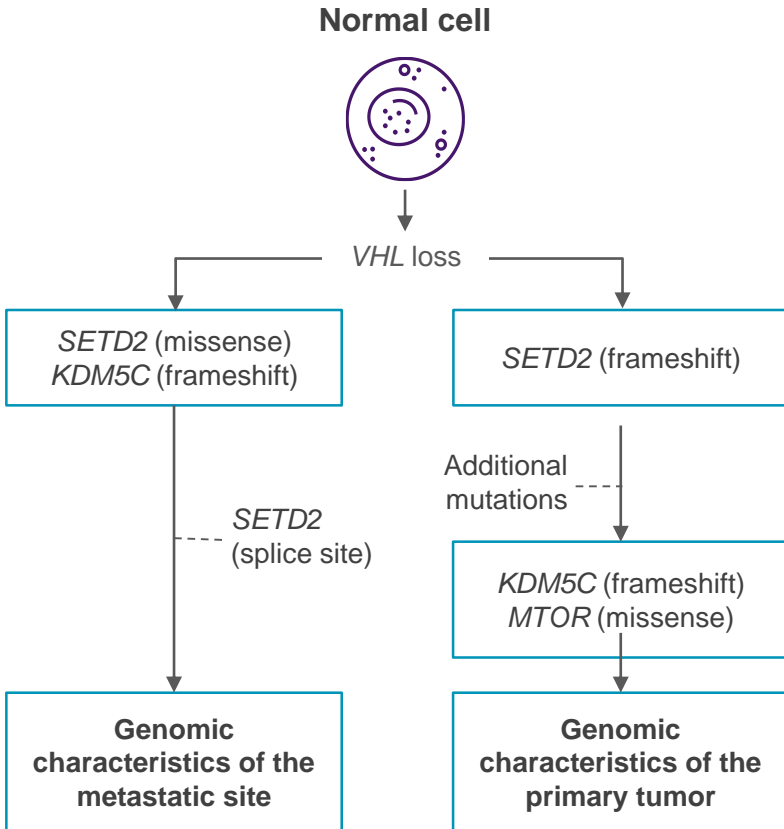 Normal cell
VHL loss
SETD2 (missense)
KDM5C (frameshift)
SETD2
(splice site)
Genomic
characteristics of the
metastatic site
SETD2 (frameshift)
Additional
mutations
KDM5C (frameshift)
MTOR (missense)
Genomic
characteristics of the
primary tumor